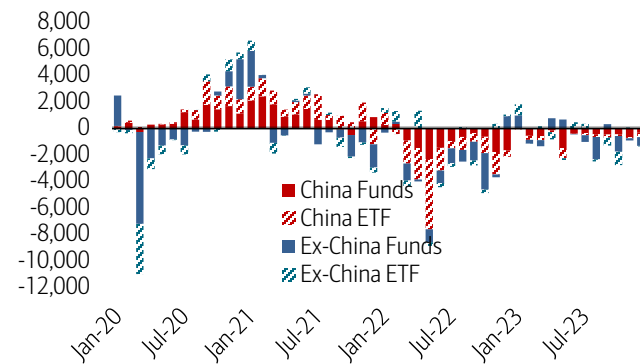 8,000
6,000
4,000
2,000
0
-2,000
-4,000
-6,000
-8,000
-10,000
-12,000
China Funds
China ETF
Ex-China Funds
Ex-China ETF
Jan-20
Jul-20
Jan-21
Jul-21
Jan-22
Jul-22
Jan-23
Jul-23